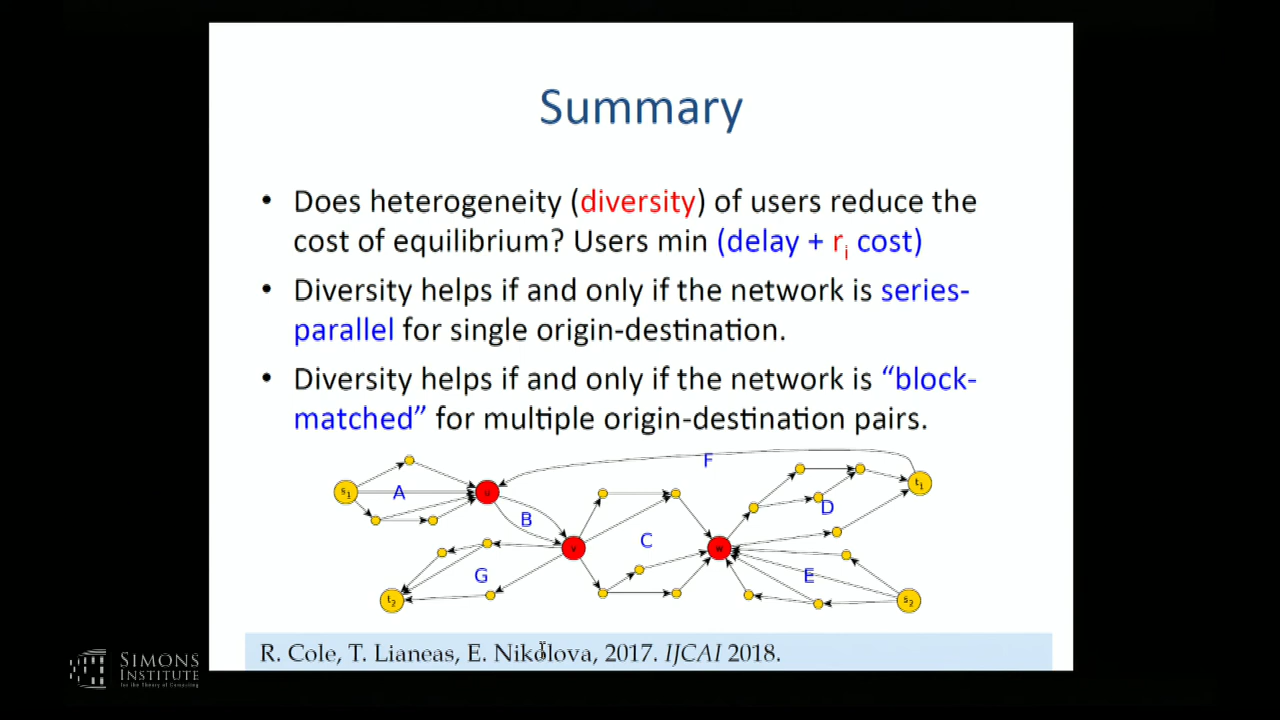 Summary
• Does heterogeneity (diversity) of users reduce the
cost of equilibrium? Users min (delay + ri cost)
• Diversity helps if and only if the network is series-
parallel for single origin-destination.
• Diversity helps if and only if the network is “block-
matched” for multiple origin-destination pairs.
F
s1
A
u
t1
D
B
C
v
w
G
E
t2
s2
R. Cole, T. Lianeas, E. Nikolova, 2017. IJCAI 2018.
SIMONS
INSTITUTE
for the Theory of Computing